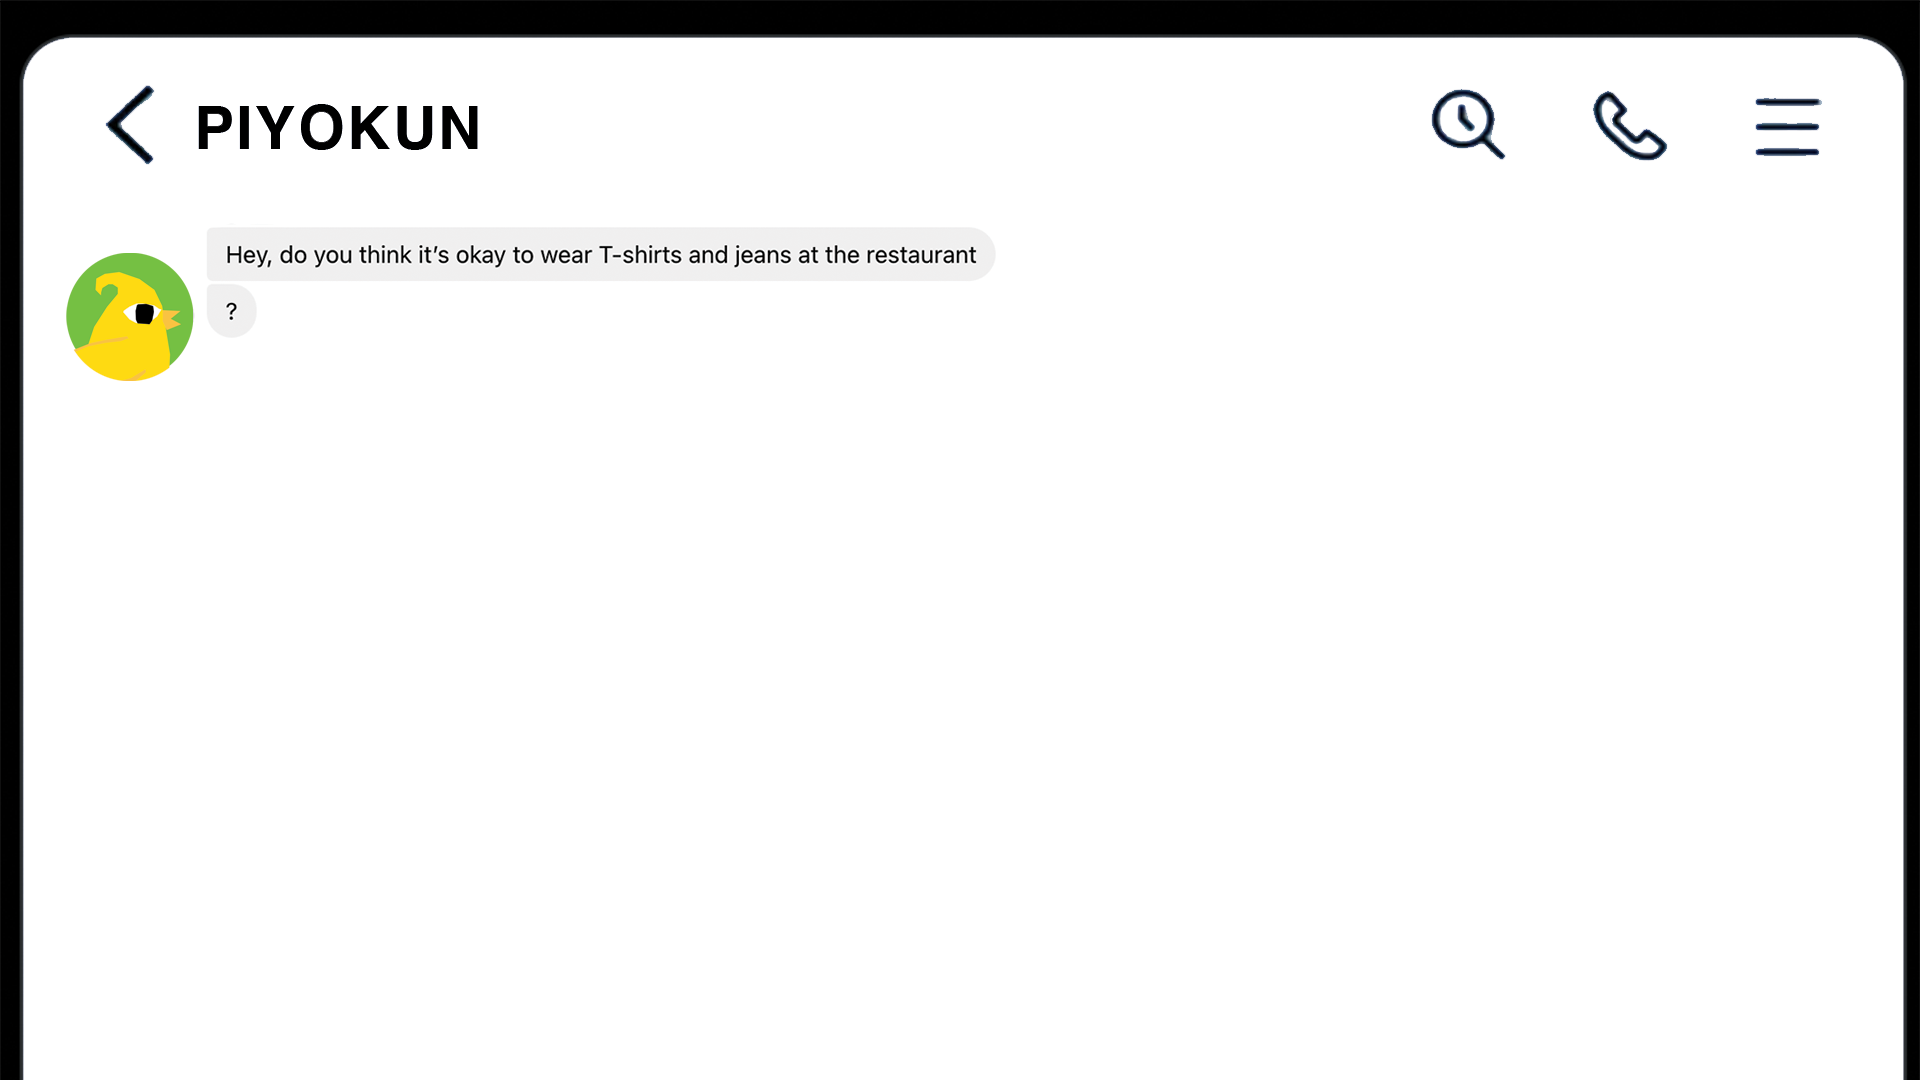 PIYOKUN
Hey, do you think it’s okay to wear T-shirts and jeans at the restaurant
?